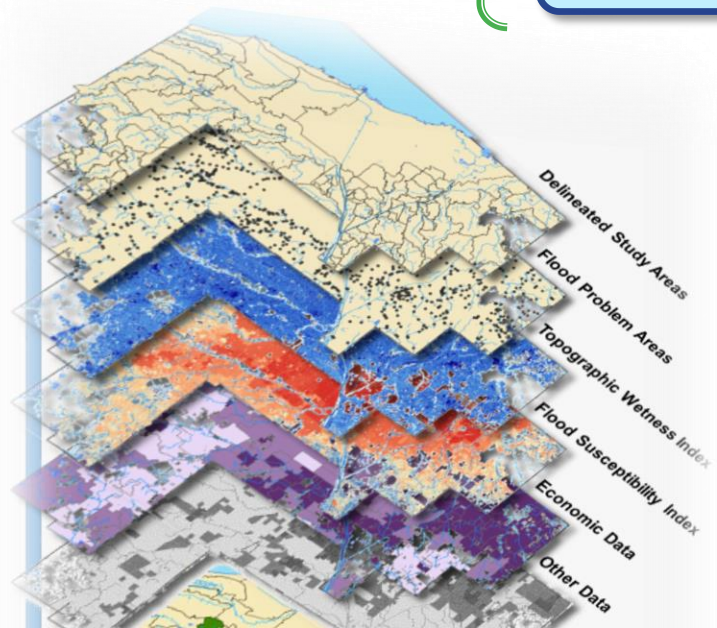 Delineated Study Areas
Flood Problem Areas
Topographic Wetness Index
Flood Susceptibility Index
Economic Data
Other Data